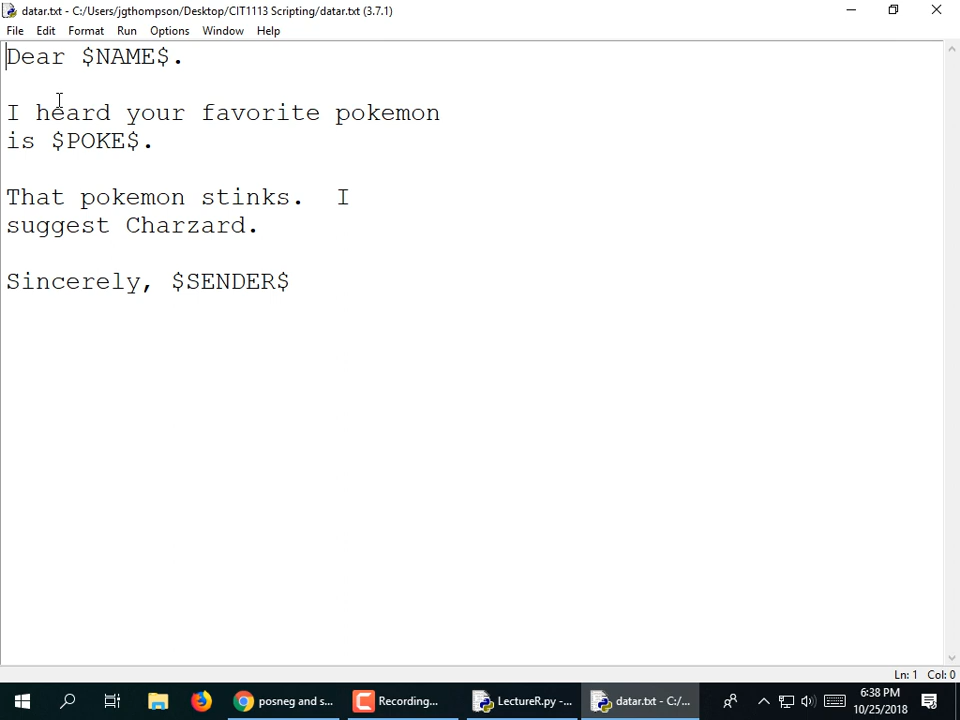 datar.txt - C:/Users/jgthompson/Desktop/CIT1113 Scripting/datar.txt (3.7.1)
File Edit Format Run Options Window Help
Dear $NAME$.
I heard your favorite pokemon
is $POKE$.
That pokemon stinks.  I
suggest Charzard.
Sincerely, $SENDER$
Ln: 1 Col: 0
posneg and s... Recording... LectureR.py -... datar.txt - C:/... 6:38 PM
10/25/2018